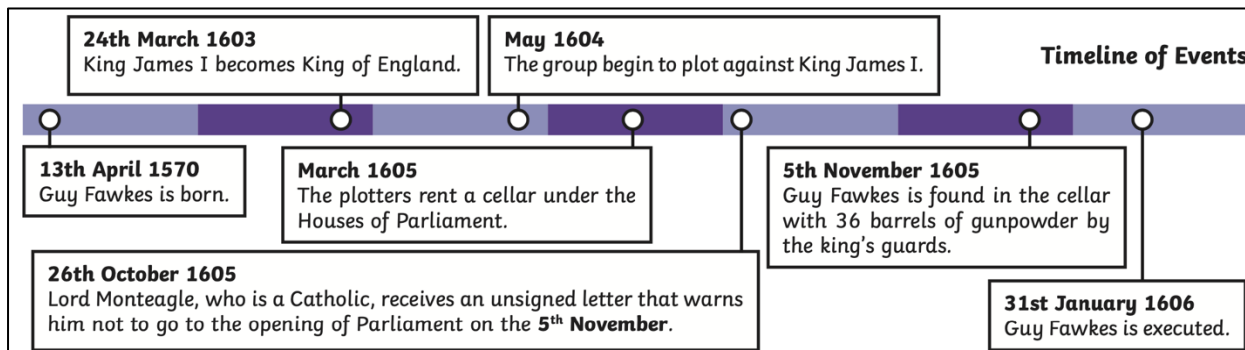 Timeline of Events
24th March 1603
King James I becomes King of England.
May 1604
The group begin to plot against King James I.
13th April 1570
Guy Fawkes is born.
March 1605
The plotters rent a cellar under the
Houses of Parliament.
5th November 1605
Guy Fawkes is found in the cellar
with 36 barrels of gunpowder by
the king's guards.
26th October 1605
Lord Monteagle, who is a Catholic, receives an unsigned letter that warns
him not to go to the opening of Parliament on the 5th November.
31st January 1606
Guy Fawkes is executed.